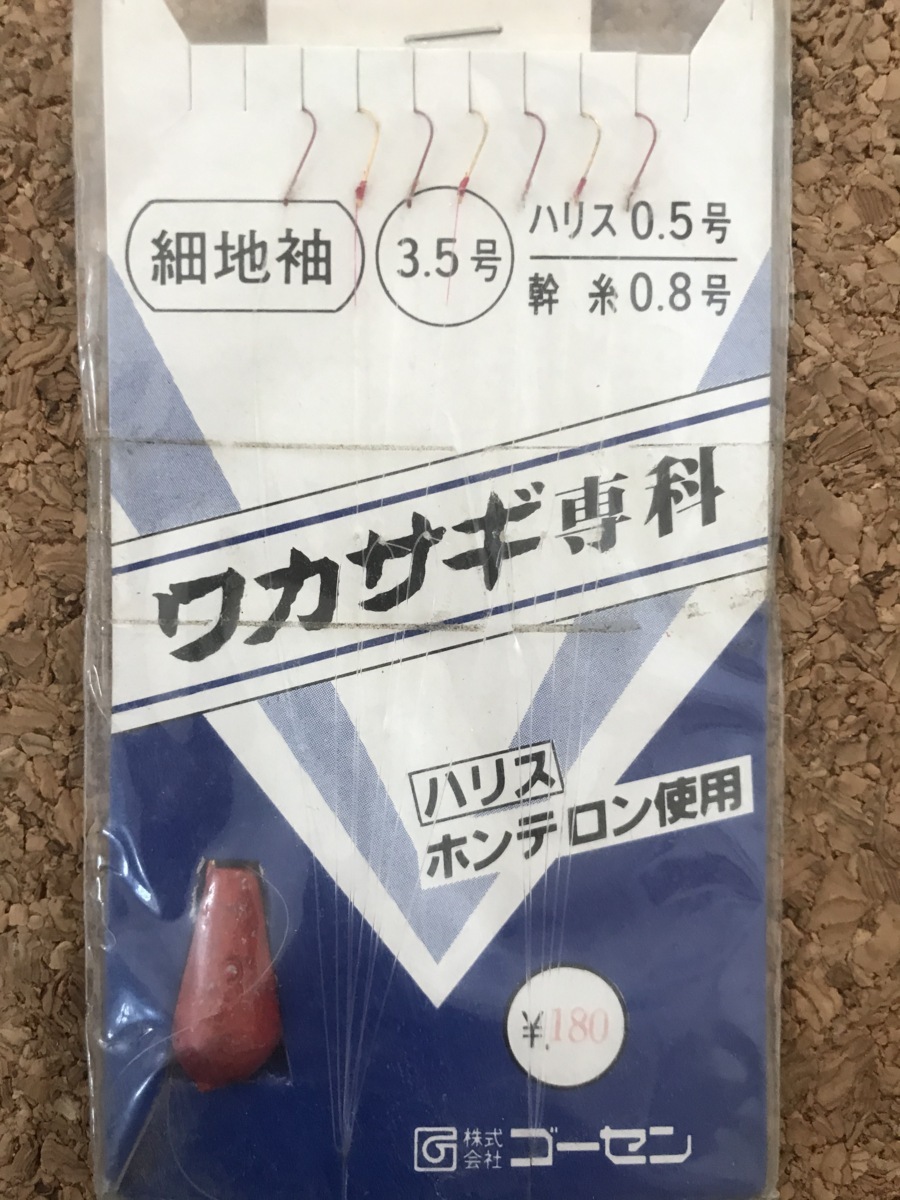 細地袖
3.5号
ハリス0.5号
幹糸0.8号
ワカサギ専科
ハリス
ホンテロン使用
¥180
G 株式会社 ゴーセン